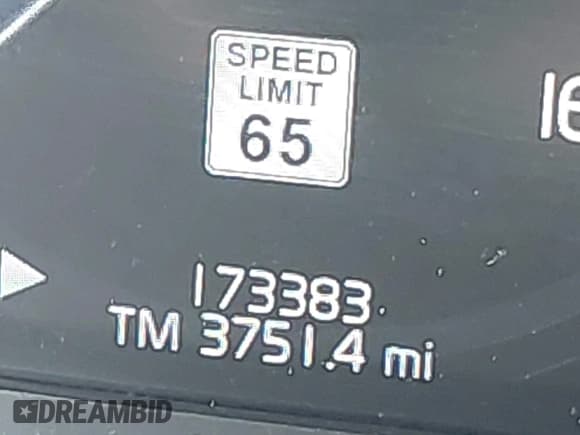 SPEED
LIMIT
65
173383
TM 3751.4 mi
DREAMBID